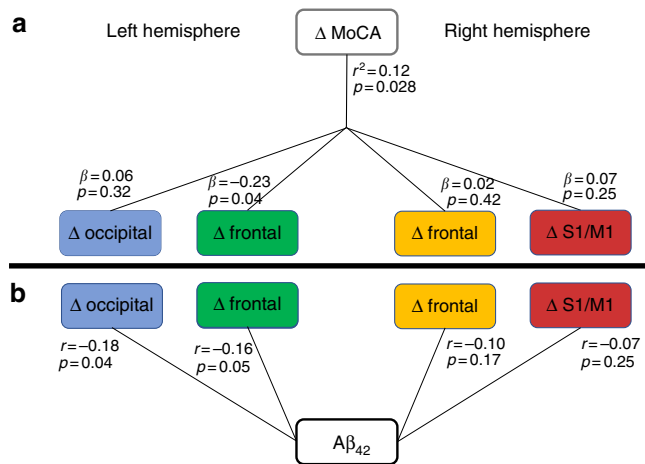 a
Left hemisphere
Δ MoCA
Right hemisphere
r² = 0.12
p = 0.028
β = 0.06
p = 0.32
β = −0.23
p = 0.04
β = 0.02
p = 0.42
β = 0.07
p = 0.25
Δ occipital
Δ frontal
Δ frontal
Δ S1/M1
b
Δ occipital
Δ frontal
Δ frontal
Δ S1/M1
r = −0.18
p = 0.04
r = −0.16
p = 0.05
r = −0.10
p = 0.17
r = −0.07
p = 0.25
Aβ₄₂